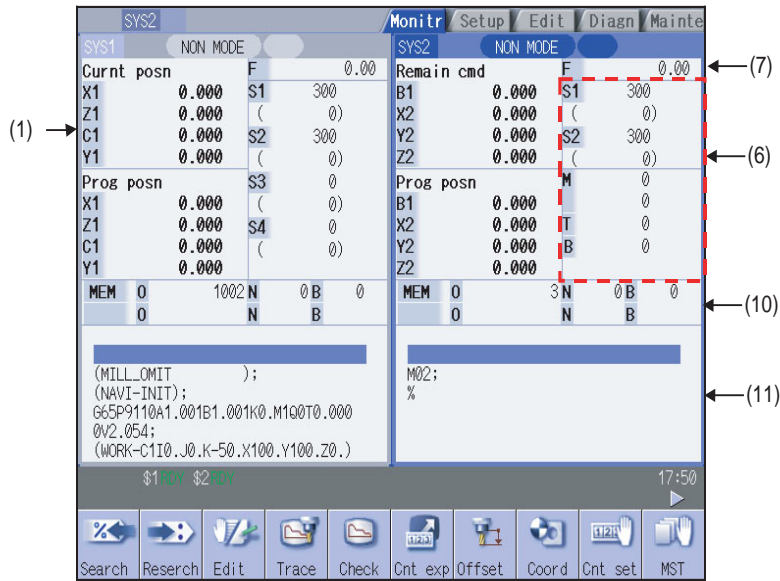 SYS2
Monitr Setup Edit Diagn Mainte
SYS1 NON MODE
Curnt posn F 0.00
X1 0.000 S1 300
Z1 0.000 ( 0)
C1 0.000 S2 300
Y1 0.000 ( 0)
Prog posn S3 0
X1 0.000 ( 0)
Z1 0.000 S4 0
C1 0.000 ( 0)
Y1 0.000
MEM O 1002 N 0 B 0
O N B
(MILL_OMIT );
(NAVI-INIT);
G65P9110A1.001B1.001K0.M1Q0T0.000
0V2.054;
(WORK-C1I0.J0.K-50.X100.Y100.Z0.)
SYS2 NON MODE
Remain cmd F 0.00
B1 0.000 S1 300
X2 0.000 ( 0)
Y2 0.000 S2 300
Z2 0.000 ( 0)
Prog posn M 0
B1 0.000 0
X2 0.000 T 0
Y2 0.000 B 0
Z2 0.000
MEM O 3 N 0 B 0
O N B
M02;
%
(1)
(7)
(6)
(10)
(11)
$1 RDY $2 RDY 17:50
Search Reserch Edit Trace Check Cnt exp Offset Coord Cnt set MST